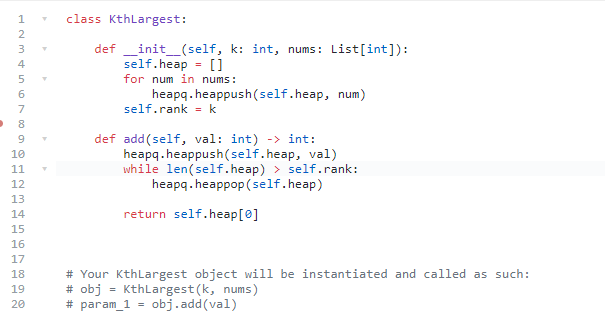 1 class KthLargest:
2
3 def __init__(self, k: int, nums: List[int]):
4 self.heap = []
5 for num in nums:
6 heapq.heappush(self.heap, num)
7 self.rank = k
8
9 def add(self, val: int) -> int:
10 heapq.heappush(self.heap, val)
11 while len(self.heap) > self.rank:
12 heapq.heappop(self.heap)
13
14 return self.heap[0]
15
16
17
18 # Your KthLargest object will be instantiated and called as such:
19 # obj = KthLargest(k, nums)
20 # param_1 = obj.add(val)